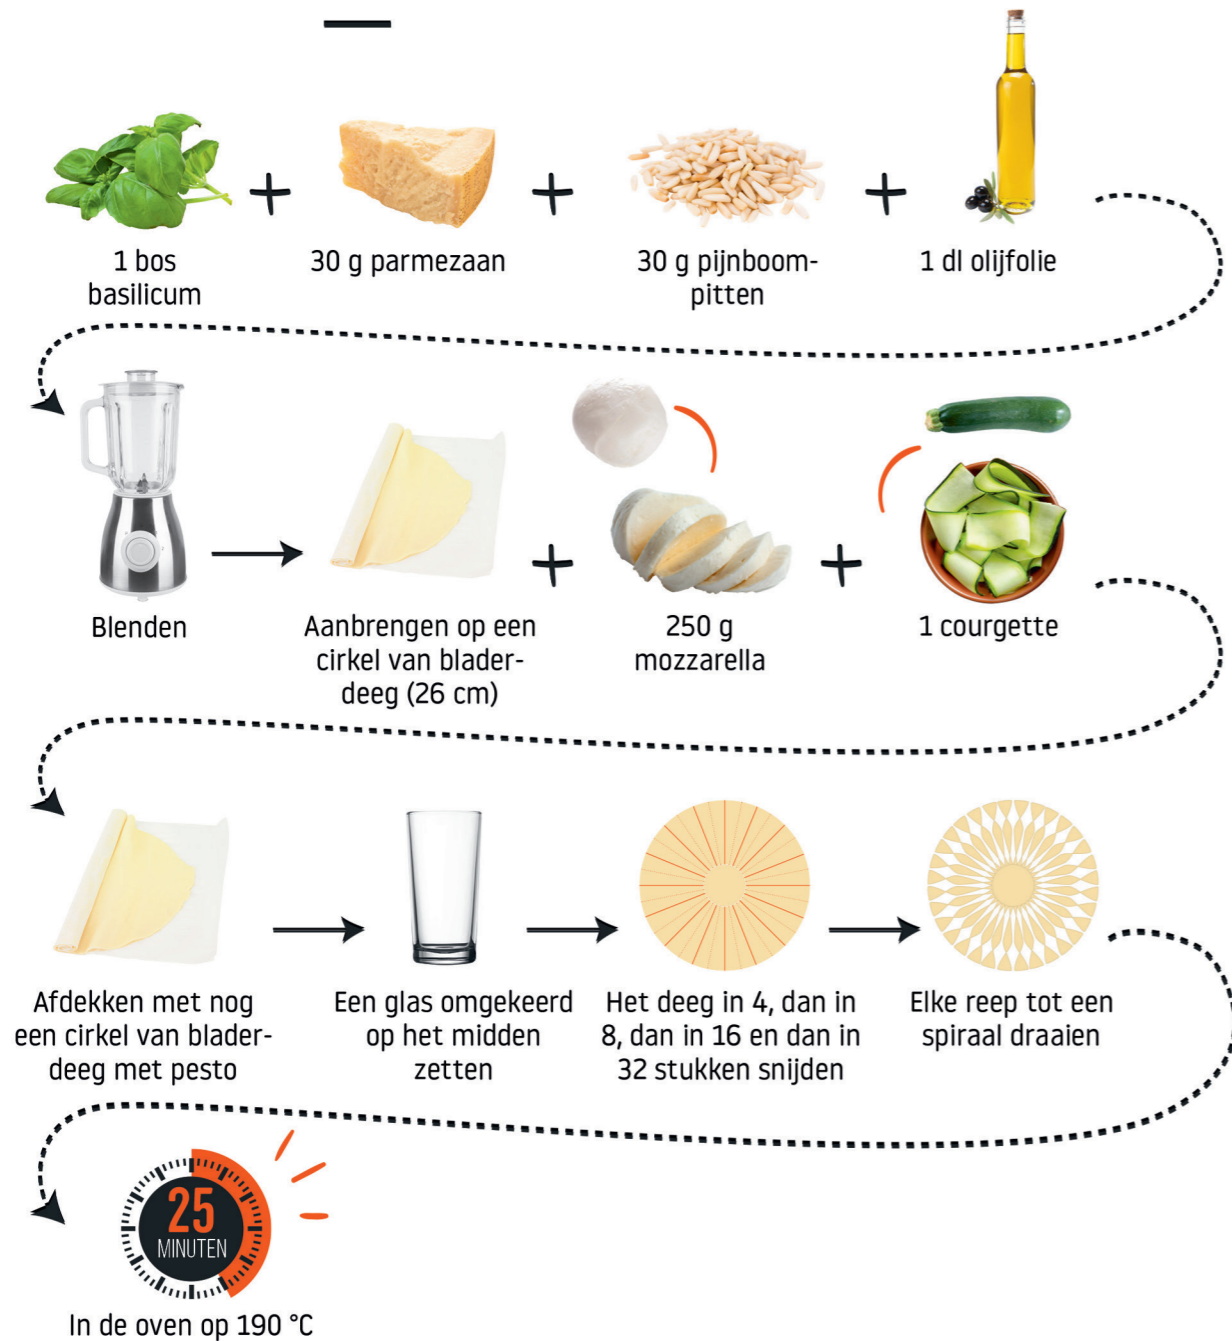 1 bos
basilicum
30 g parmezaan
30 g pijnboom-
pitten
1 dl olijfolie
Blenden
Aanbrengen op een
cirkel van blader-
deeg (26 cm)
250 g
mozzarella
1 courgette
Afdekken met nog
een cirkel van blader-
deeg met pesto
Een glas omgekeerd
op het midden
zetten
Het deeg in 4, dan in
8, dan in 16 en dan in
32 stukken snijden
Elke reep tot een
spiraal draaien
25
MINUTEN
In de oven op 190 °C